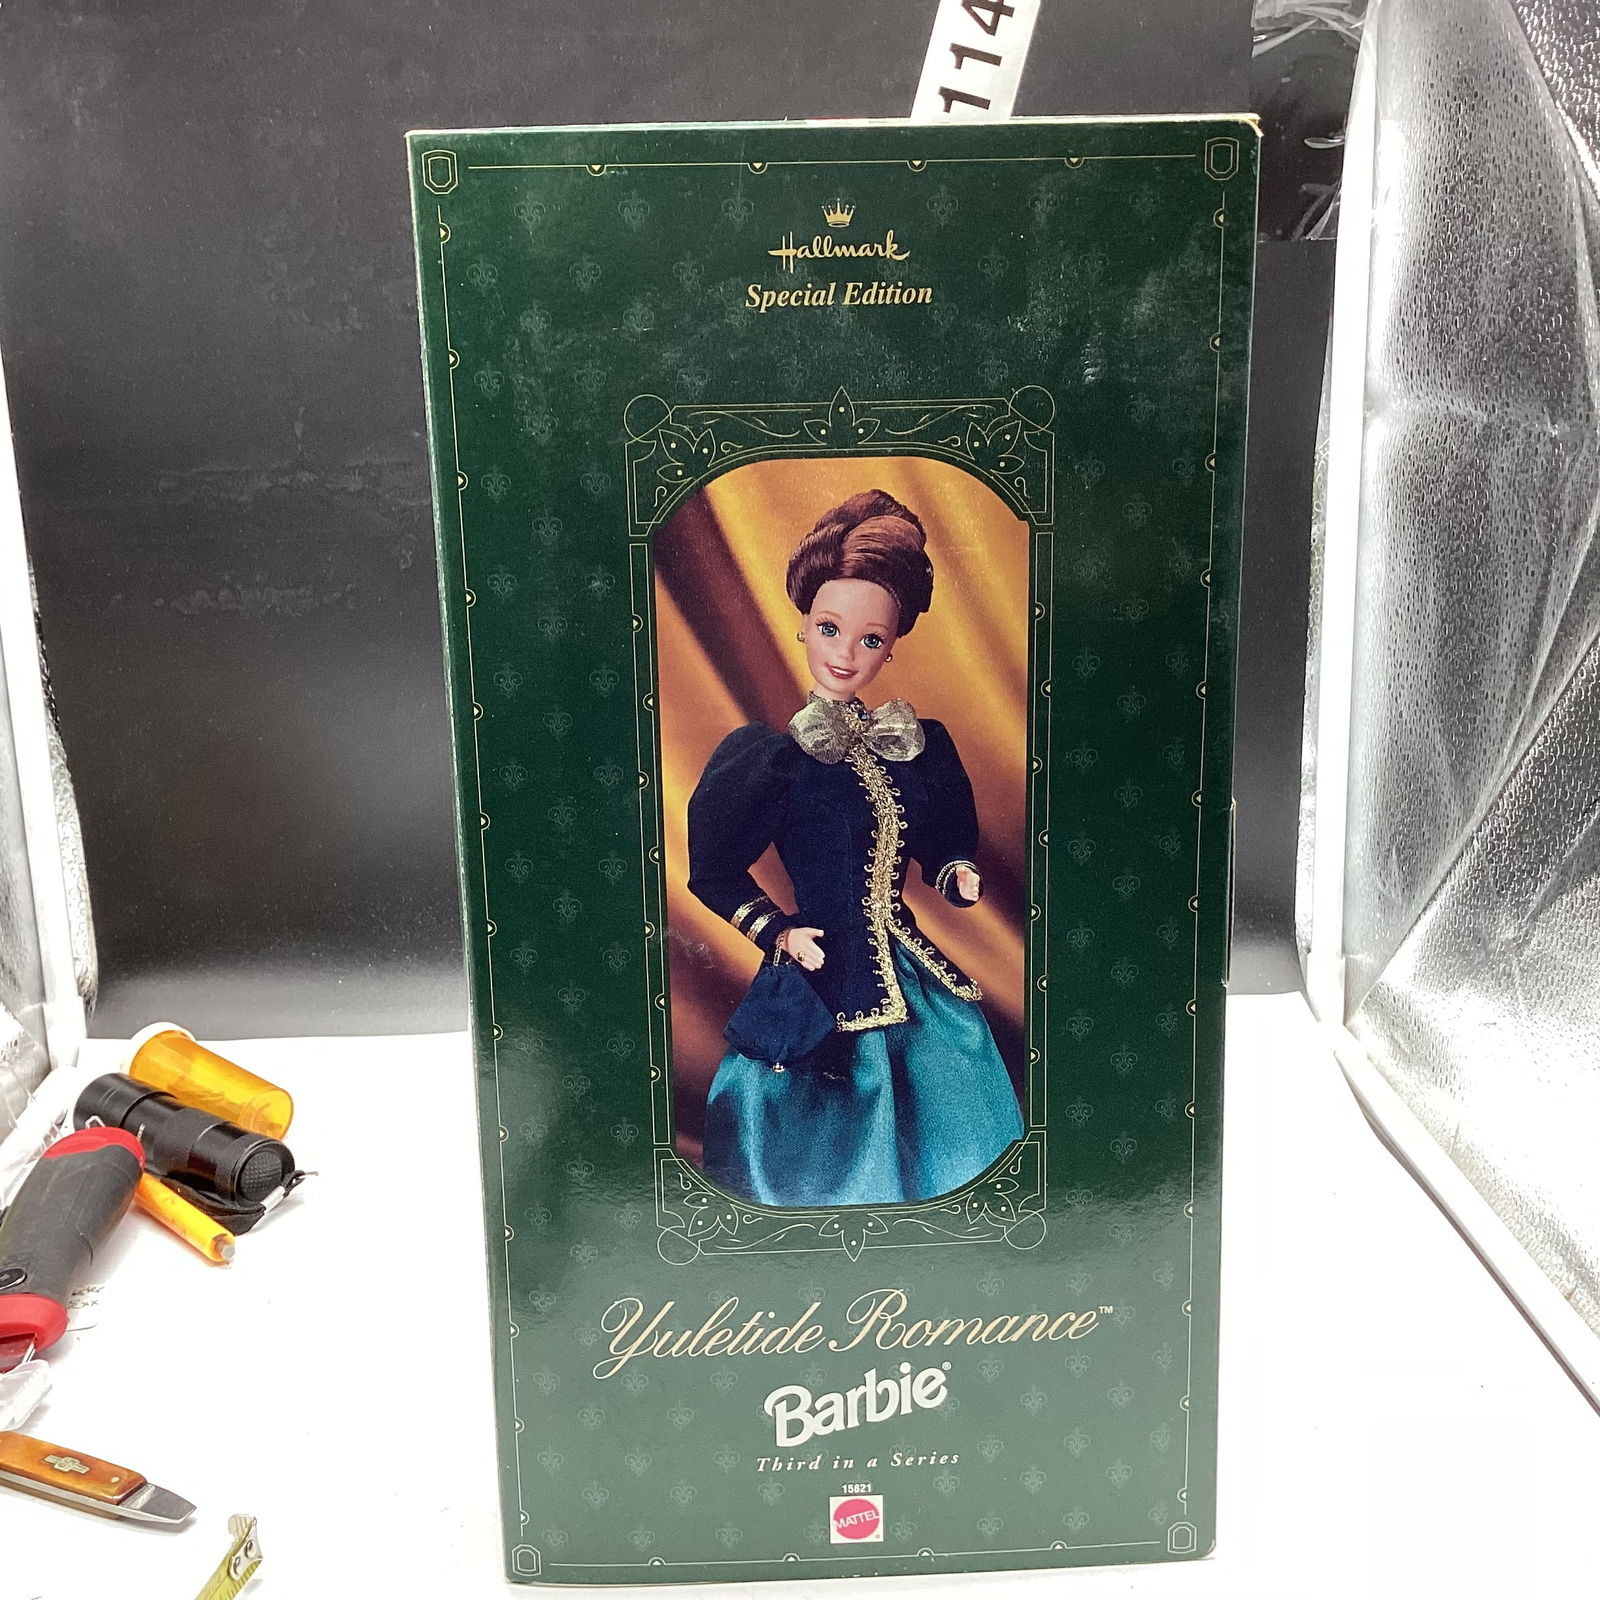 114
Hallmark
Special Edition
Yuletide Romance™
Barbie®
Third in a Series
15621
MATTEL